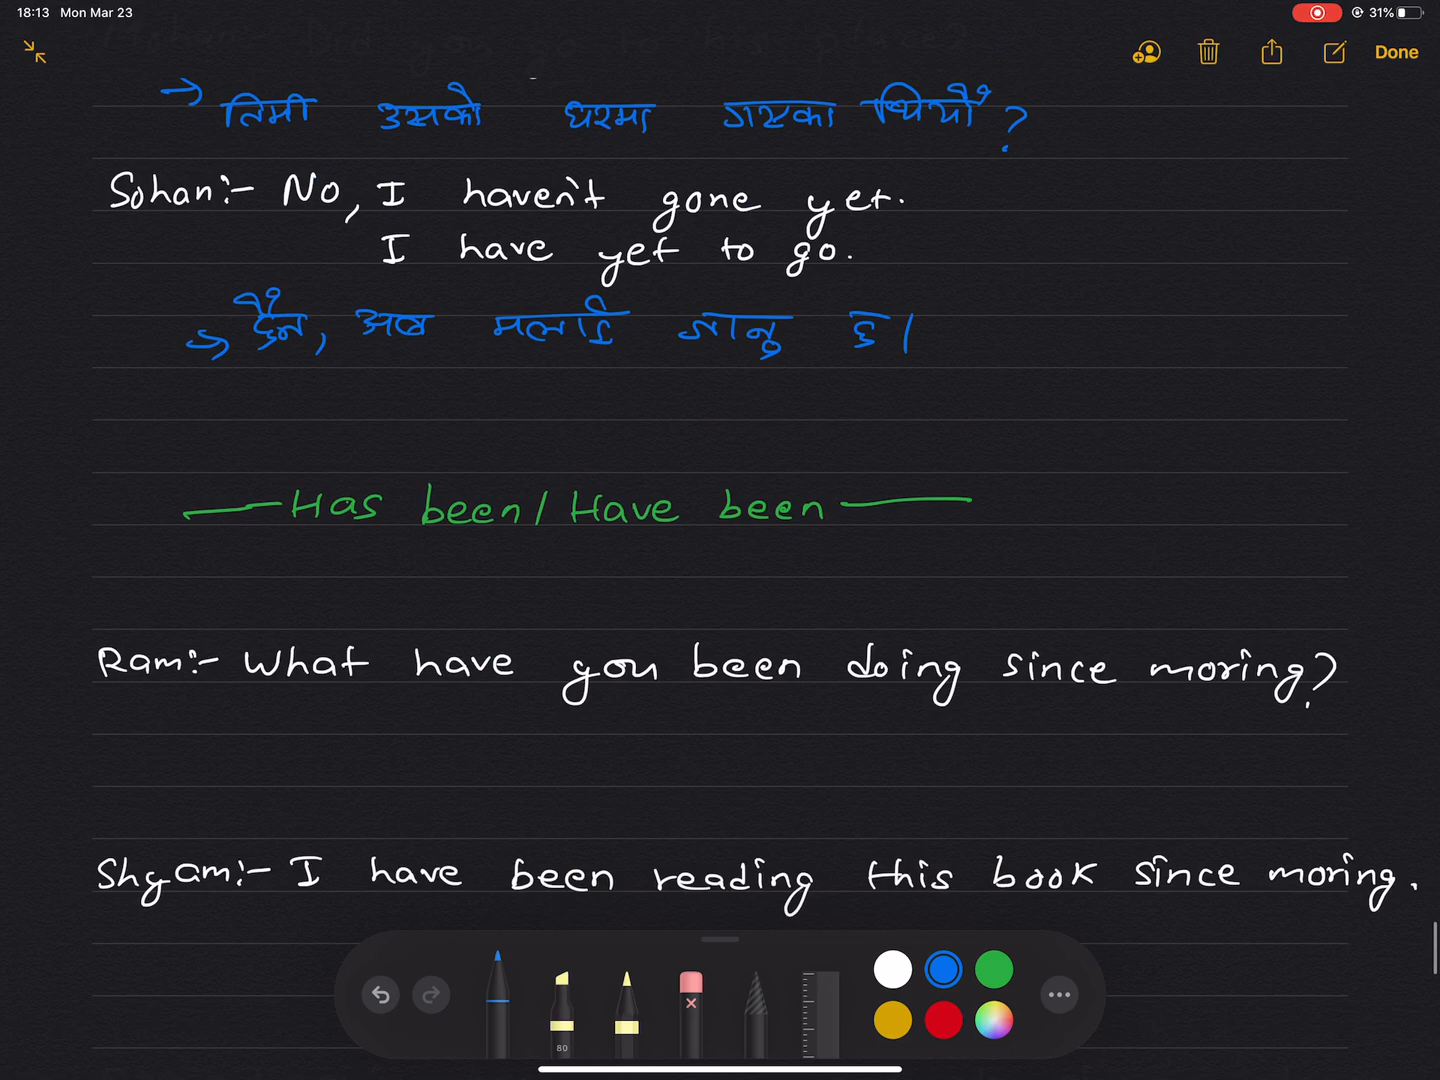 18:13 Mon Mar 23
31%
Done
→ तिमी उसको घरमा गएका थियौं?
Sohan:- No, I haven't gone yet.
I have yet to go.
→ छैन, अब मलाई जानु छ।
Has been / Have been
Ram:- What have you been doing since moring?
Shyam:- I have been reading this book since moring.
80